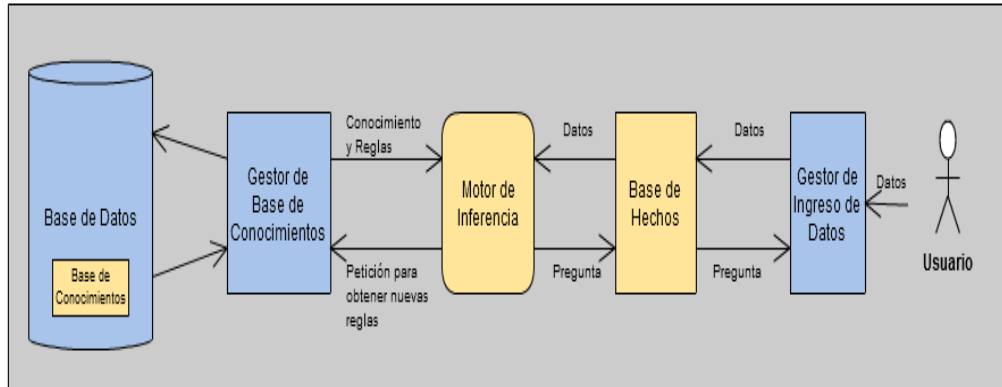 Base de Datos
Base de
Conocimientos
Gestor de
Base de
Conocimientos
Conocimiento
y Reglas
Petición para
obtener nuevas
reglas
Motor de
Inferencia
Datos
Pregunta
Base de
Hechos
Datos
Pregunta
Gestor de
Ingreso de
Datos
Datos
Usuario